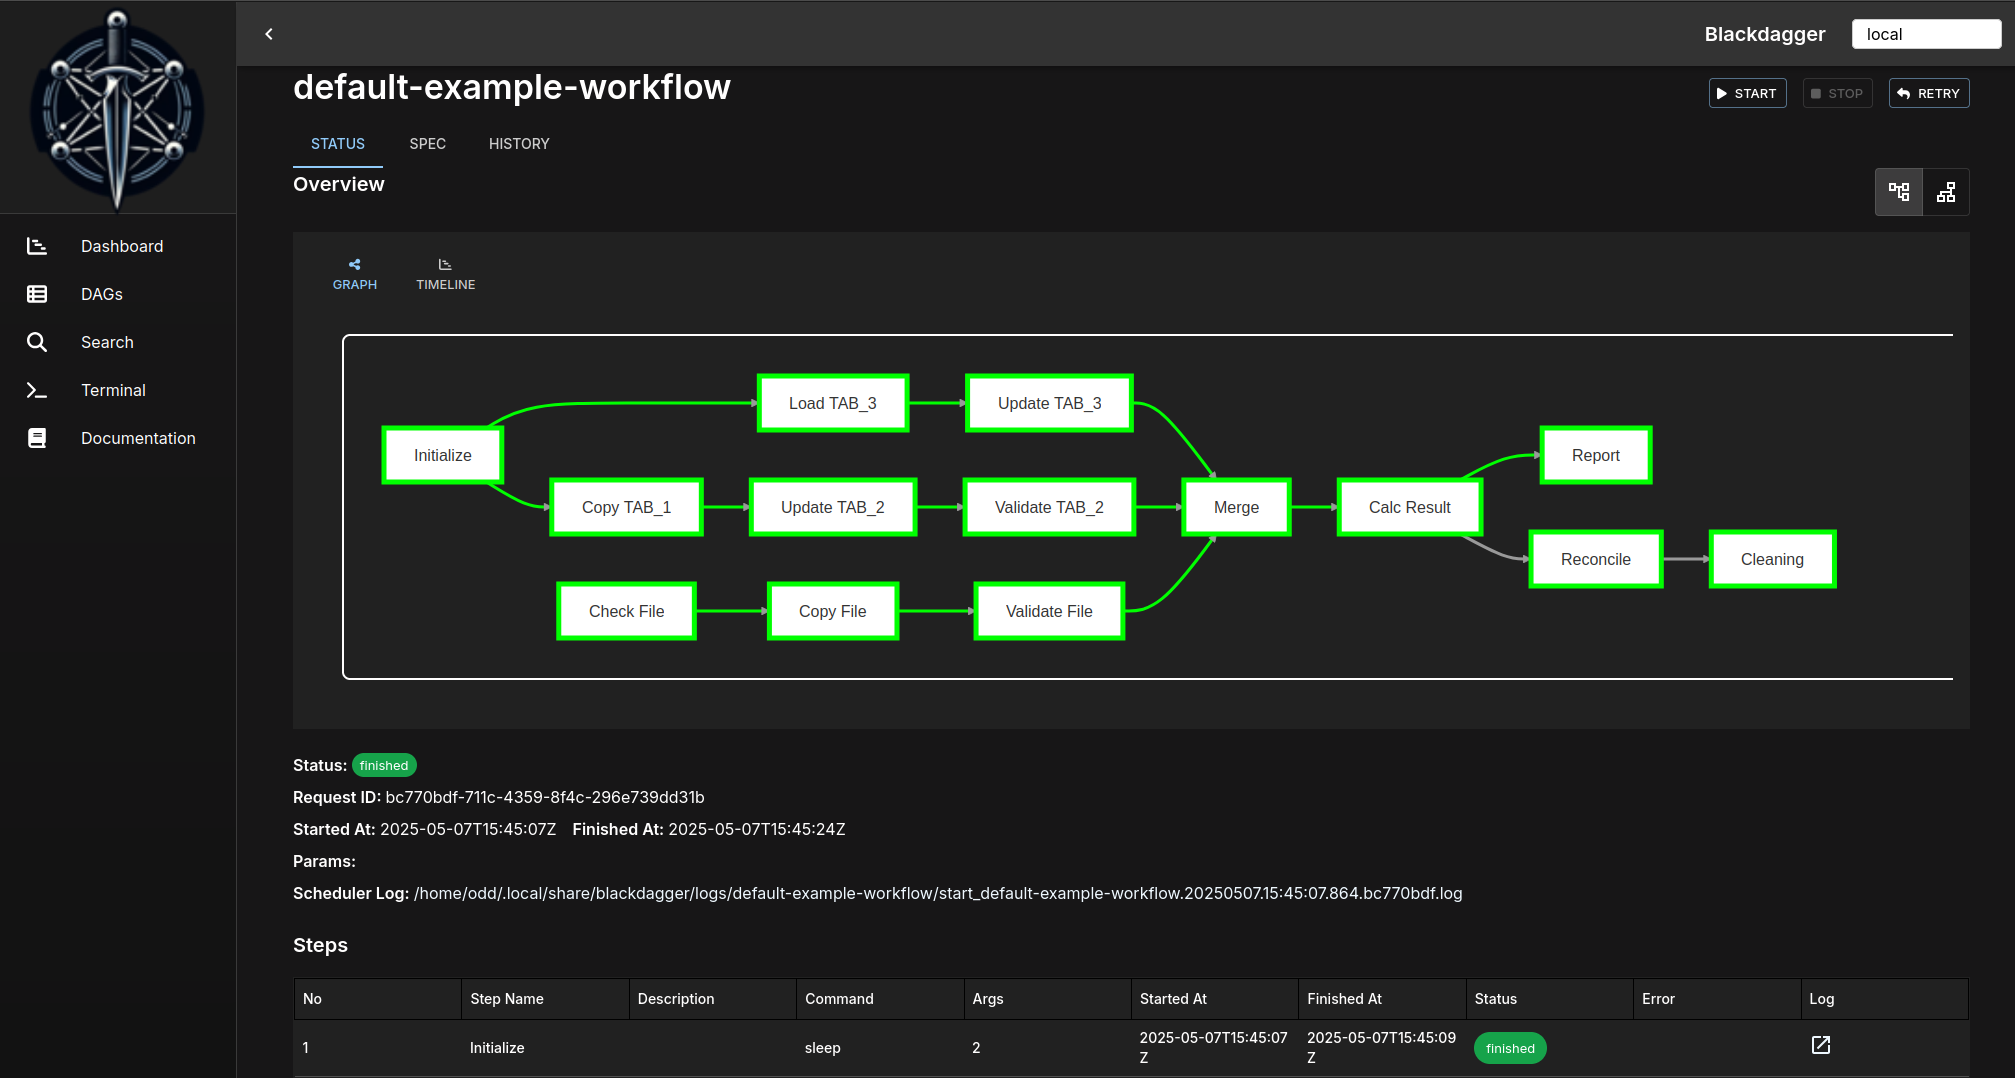 Blackdagger
local
default-example-workflow
START
STOP
RETRY
STATUS
SPEC
HISTORY
Overview
Dashboard
DAGs
Search
Terminal
Documentation
GRAPH
TIMELINE
Load TAB_3
Update TAB_3
Initialize
Report
Copy TAB_1
Update TAB_2
Validate TAB_2
Merge
Calc Result
Reconcile
Cleaning
Check File
Copy File
Validate File
Status: finished
Request ID: bc770bdf-711c-4359-8f4c-296e739dd31b
Started At: 2025-05-07T15:45:07Z Finished At: 2025-05-07T15:45:24Z
Params:
Scheduler Log: /home/odd/.local/share/blackdagger/logs/default-example-workflow/start_default-example-workflow.20250507.15:45:07.864.bc770bdf.log
Steps
No Step Name Description Command Args Started At Finished At Status Error Log
1 Initialize sleep 2 2025-05-07T15:45:07Z 2025-05-07T15:45:09Z finished